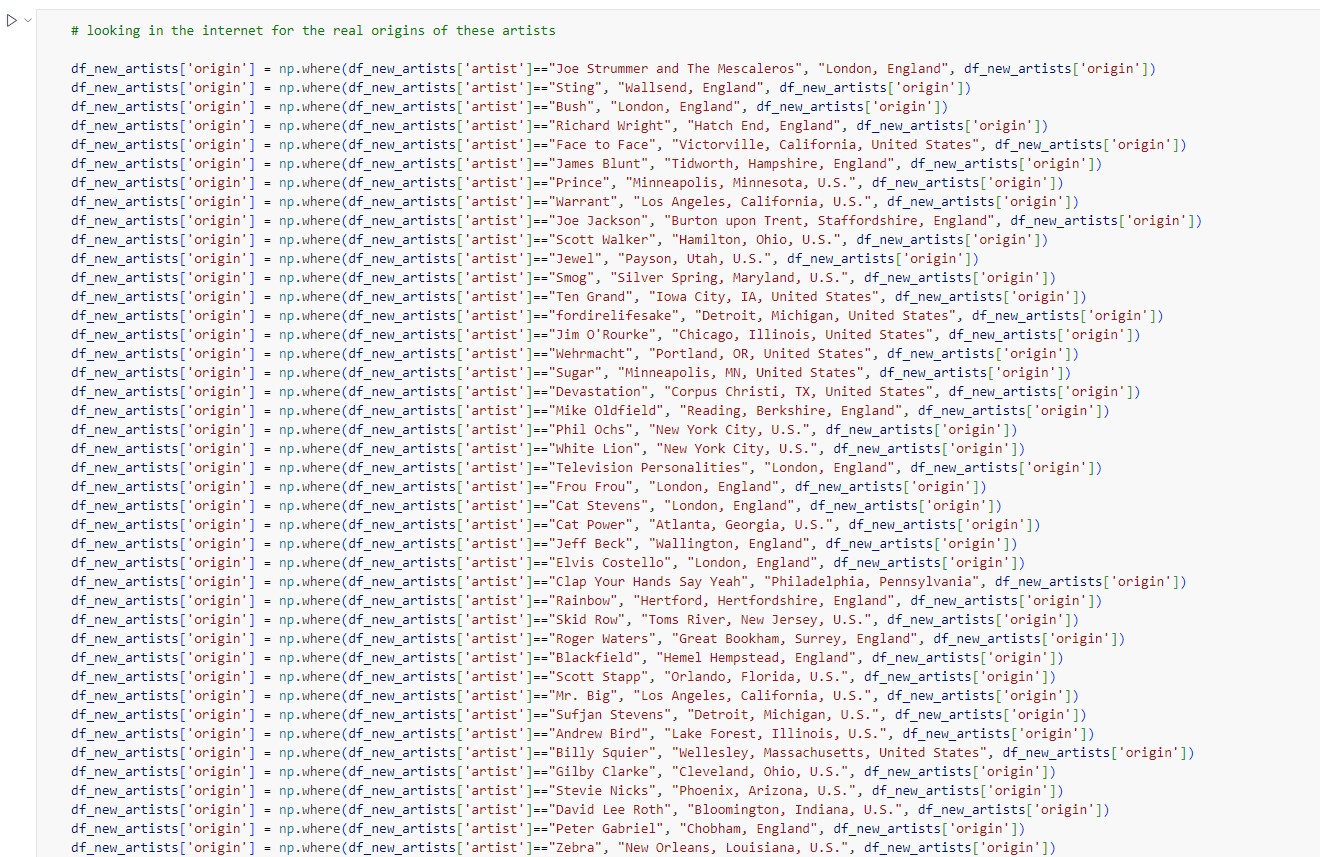 # looking in the internet for the real origins of these artists
df_new_artists['origin'] = np.where(df_new_artists['artist']=="Joe Strummer and The Mescaleros", "London, England", df_new_artists['origin'])
df_new_artists['origin'] = np.where(df_new_artists['artist']=="Sting", "Wallsend, England", df_new_artists['origin'])
df_new_artists['origin'] = np.where(df_new_artists['artist']=="Bush", "London, England", df_new_artists['origin'])
df_new_artists['origin'] = np.where(df_new_artists['artist']=="Richard Wright", "Hatch End, England", df_new_artists['origin'])
df_new_artists['origin'] = np.where(df_new_artists['artist']=="Face to Face", "Victorville, California, United States", df_new_artists['origin'])
df_new_artists['origin'] = np.where(df_new_artists['artist']=="James Blunt", "Tidworth, Hampshire, England", df_new_artists['origin'])
df_new_artists['origin'] = np.where(df_new_artists['artist']=="Prince", "Minneapolis, Minnesota, U.S.", df_new_artists['origin'])
df_new_artists['origin'] = np.where(df_new_artists['artist']=="Warrant", "Los Angeles, California, U.S.", df_new_artists['origin'])
df_new_artists['origin'] = np.where(df_new_artists['artist']=="Joe Jackson", "Burton upon Trent, Staffordshire, England", df_new_artists['origin'])
df_new_artists['origin'] = np.where(df_new_artists['artist']=="Scott Walker", "Hamilton, Ohio, U.S.", df_new_artists['origin'])
df_new_artists['origin'] = np.where(df_new_artists['artist']=="Jewel", "Payson, Utah, U.S.", df_new_artists['origin'])
df_new_artists['origin'] = np.where(df_new_artists['artist']=="Smog", "Silver Spring, Maryland, U.S.", df_new_artists['origin'])
df_new_artists['origin'] = np.where(df_new_artists['artist']=="Ten Grand", "Iowa City, IA, United States", df_new_artists['origin'])
df_new_artists['origin'] = np.where(df_new_artists['artist']=="fordirelifesake", "Detroit, Michigan, United States", df_new_artists['origin'])
df_new_artists['origin'] = np.where(df_new_artists['artist']=="Jim O'Rourke", "Chicago, Illinois, United States", df_new_artists['origin'])
df_new_artists['origin'] = np.where(df_new_artists['artist']=="Wehrmacht", "Portland, OR, United States", df_new_artists['origin'])
df_new_artists['origin'] = np.where(df_new_artists['artist']=="Sugar", "Minneapolis, MN, United States", df_new_artists['origin'])
df_new_artists['origin'] = np.where(df_new_artists['artist']=="Devastation", "Corpus Christi, TX, United States", df_new_artists['origin'])
df_new_artists['origin'] = np.where(df_new_artists['artist']=="Mike Oldfield", "Reading, Berkshire, England", df_new_artists['origin'])
df_new_artists['origin'] = np.where(df_new_artists['artist']=="Phil Ochs", "New York City, U.S.", df_new_artists['origin'])
df_new_artists['origin'] = np.where(df_new_artists['artist']=="White Lion", "New York City, U.S.", df_new_artists['origin'])
df_new_artists['origin'] = np.where(df_new_artists['artist']=="Television Personalities", "London, England", df_new_artists['origin'])
df_new_artists['origin'] = np.where(df_new_artists['artist']=="Frou Frou", "London, England", df_new_artists['origin'])
df_new_artists['origin'] = np.where(df_new_artists['artist']=="Cat Stevens", "London, England", df_new_artists['origin'])
df_new_artists['origin'] = np.where(df_new_artists['artist']=="Cat Power", "Atlanta, Georgia, U.S.", df_new_artists['origin'])
df_new_artists['origin'] = np.where(df_new_artists['artist']=="Jeff Beck", "Wallington, England", df_new_artists['origin'])
df_new_artists['origin'] = np.where(df_new_artists['artist']=="Elvis Costello", "London, England", df_new_artists['origin'])
df_new_artists['origin'] = np.where(df_new_artists['artist']=="Clap Your Hands Say Yeah", "Philadelphia, Pennsylvania", df_new_artists['origin'])
df_new_artists['origin'] = np.where(df_new_artists['artist']=="Rainbow", "Hertford, Hertfordshire, England", df_new_artists['origin'])
df_new_artists['origin'] = np.where(df_new_artists['artist']=="Skid Row", "Toms River, New Jersey, U.S.", df_new_artists['origin'])
df_new_artists['origin'] = np.where(df_new_artists['artist']=="Roger Waters", "Great Bookham, Surrey, England", df_new_artists['origin'])
df_new_artists['origin'] = np.where(df_new_artists['artist']=="Blackfield", "Hemel Hempstead, England", df_new_artists['origin'])
df_new_artists['origin'] = np.where(df_new_artists['artist']=="Scott Stapp", "Orlando, Florida, U.S.", df_new_artists['origin'])
df_new_artists['origin'] = np.where(df_new_artists['artist']=="Mr. Big", "Los Angeles, California, U.S.", df_new_artists['origin'])
df_new_artists['origin'] = np.where(df_new_artists['artist']=="Sufjan Stevens", "Detroit, Michigan, U.S.", df_new_artists['origin'])
df_new_artists['origin'] = np.where(df_new_artists['artist']=="Andrew Bird", "Lake Forest, Illinois, U.S.", df_new_artists['origin'])
df_new_artists['origin'] = np.where(df_new_artists['artist']=="Billy Squier", "Wellesley, Massachusetts, United States", df_new_artists['origin'])
df_new_artists['origin'] = np.where(df_new_artists['artist']=="Gilby Clarke", "Cleveland, Ohio, U.S.", df_new_artists['origin'])
df_new_artists['origin'] = np.where(df_new_artists['artist']=="Stevie Nicks", "Phoenix, Arizona, U.S.", df_new_artists['origin'])
df_new_artists['origin'] = np.where(df_new_artists['artist']=="David Lee Roth", "Bloomington, Indiana, U.S.", df_new_artists['origin'])
df_new_artists['origin'] = np.where(df_new_artists['artist']=="Peter Gabriel", "Chobham, England", df_new_artists['origin'])
df_new_artists['origin'] = np.where(df_new_artists['artist']=="Zebra", "New Orleans, Louisiana, U.S.", df_new_artists['origin'])